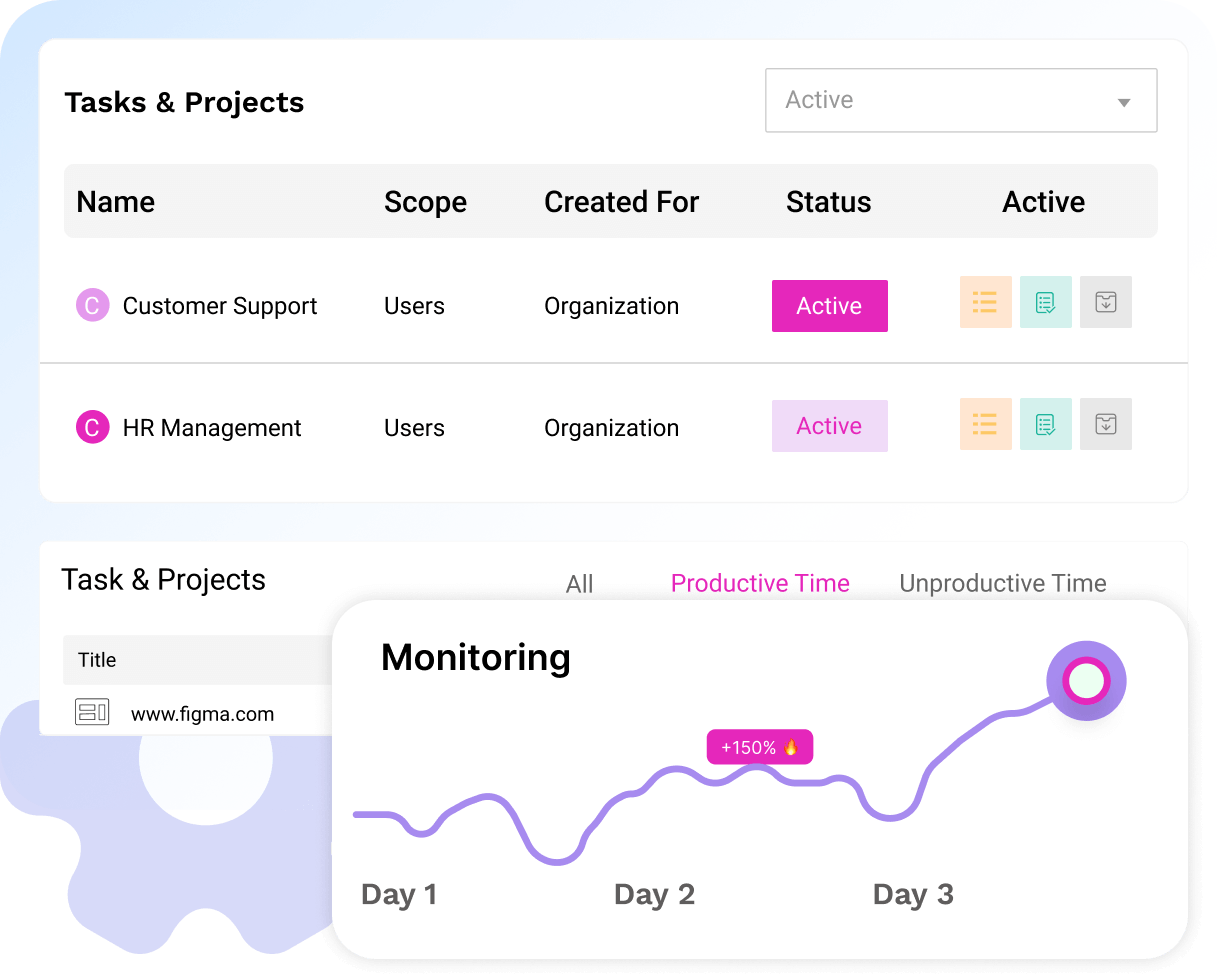 Tasks & Projects
Active
Name Scope Created For Status Active
C Customer Support Users Organization Active
C HR Management Users Organization Active
Task & Projects
All Productive Time Unproductive Time
Title
www.figma.com
Monitoring
+150% 🔥
Day 1 Day 2 Day 3